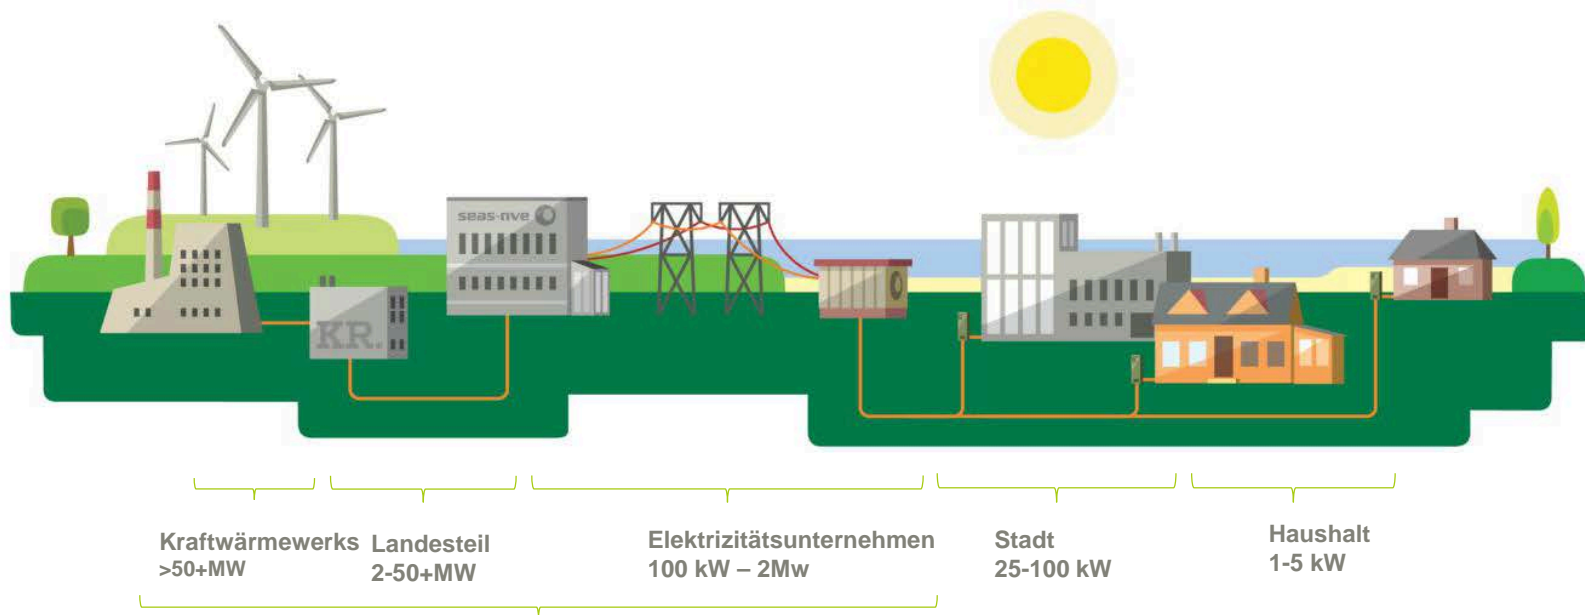 seas-nve
KR.
Kraftwärmewerks
>50+MW
Landesteil
2-50+MW
Elektrizitätsunternehmen
100 kW – 2Mw
Stadt
25-100 kW
Haushalt
1-5 kW